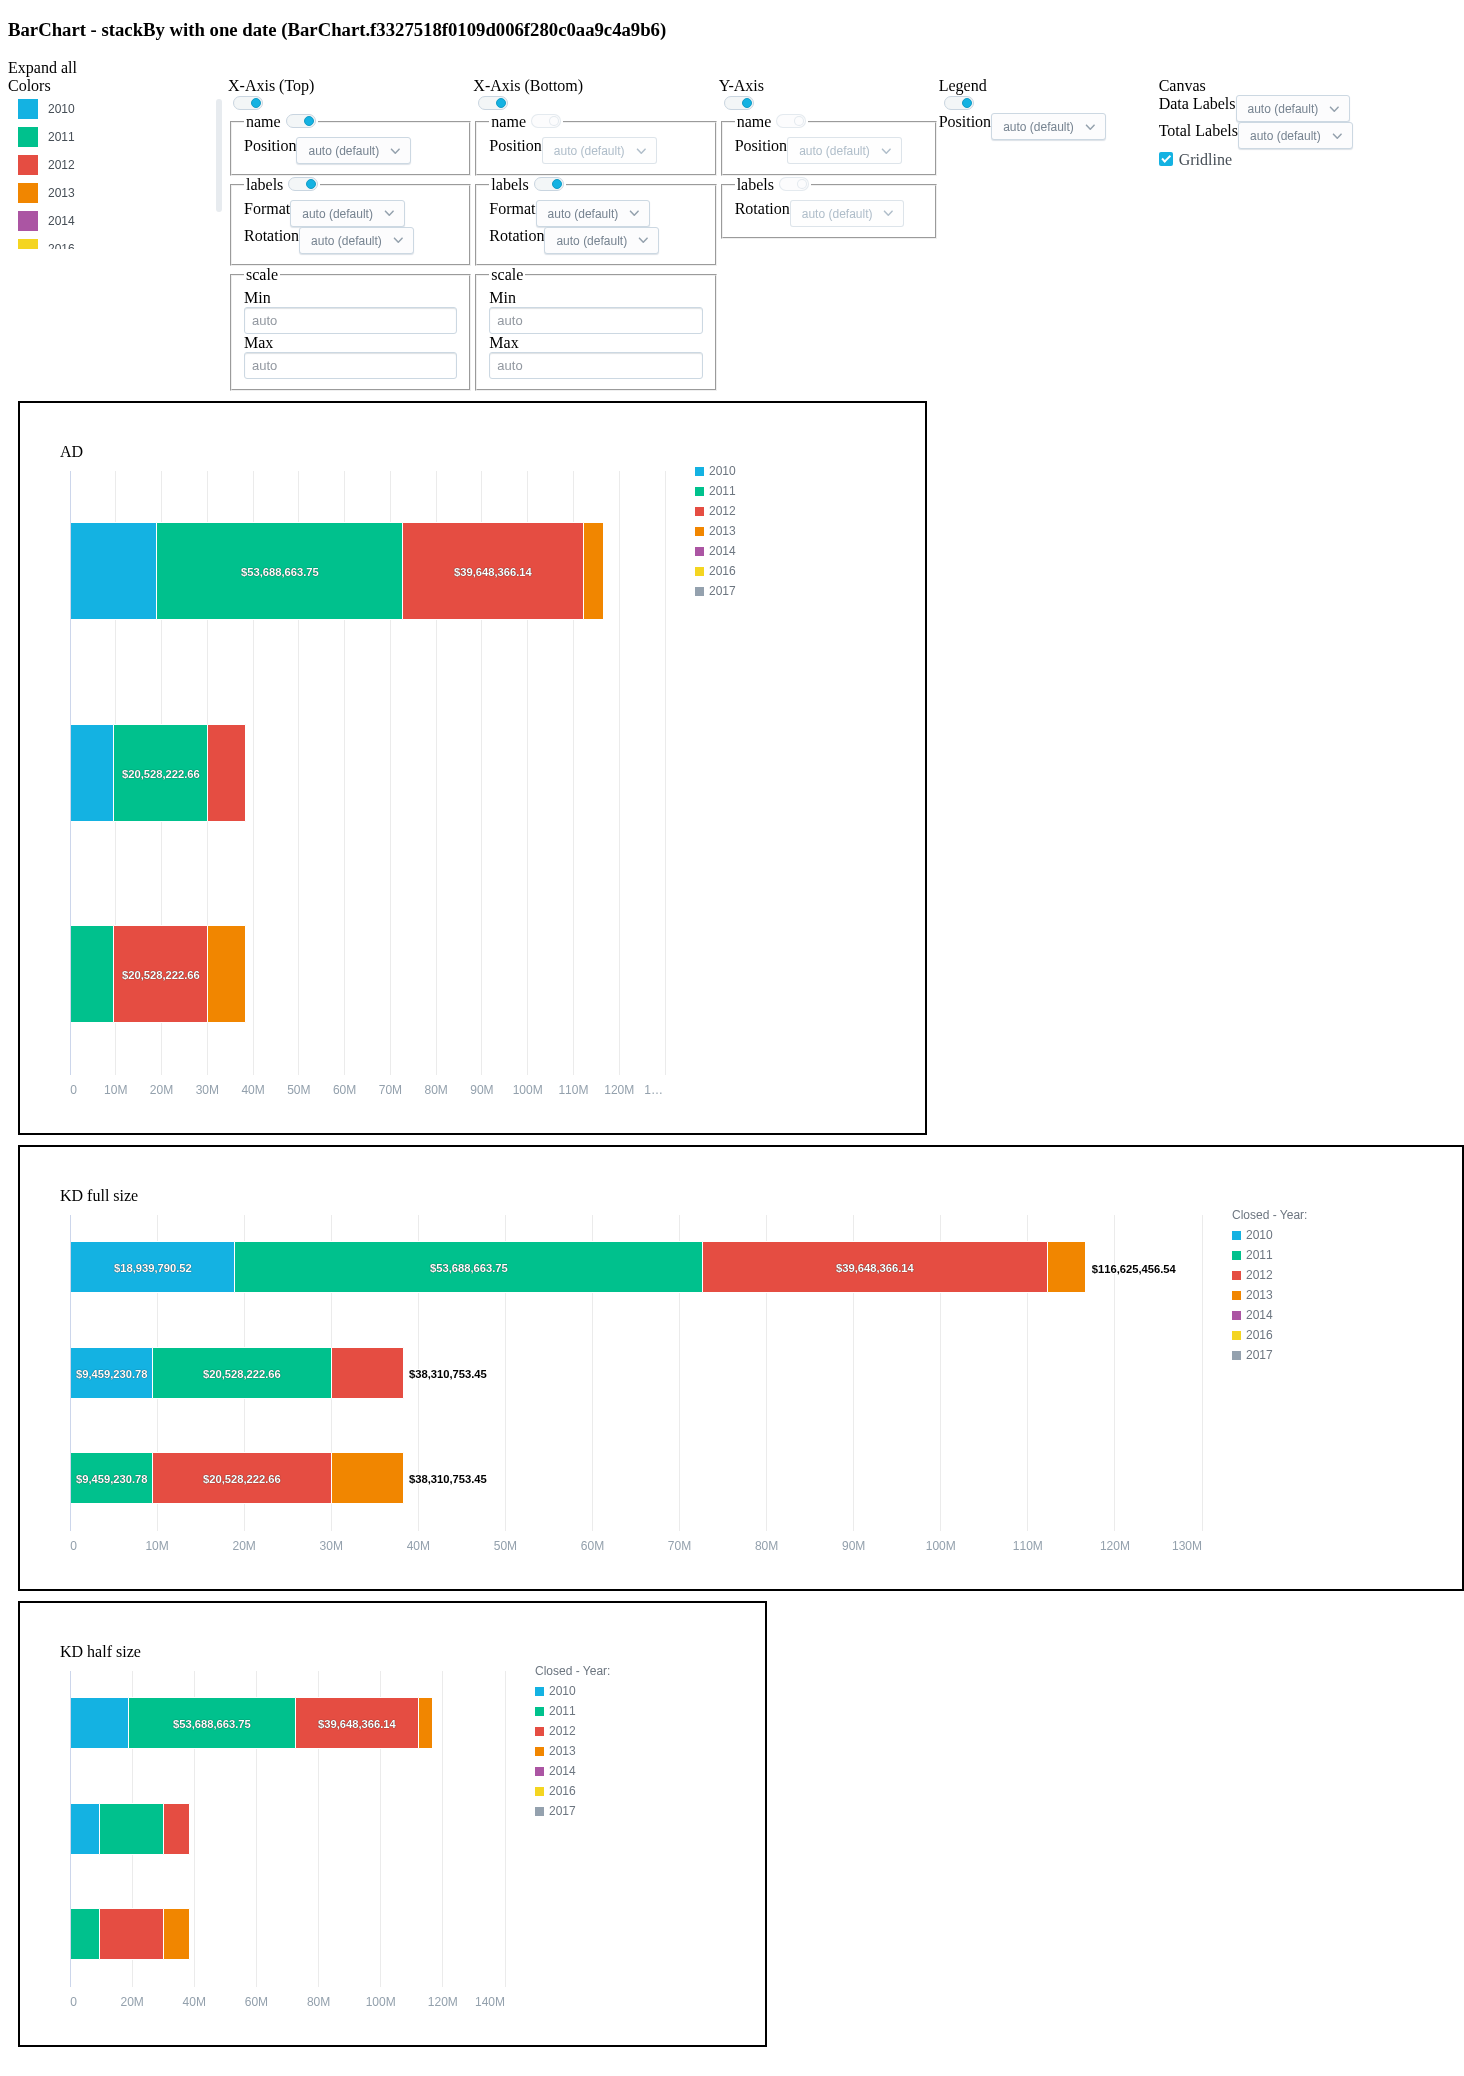 BarChart - stackBy with one date (BarChart.f3327518f0109d006f280c0aa9c4a9b6)
Expand all
Colors
2010
2011
2012
2013
2014
2016
X-Axis (Top)
name
Position auto (default)
labels
Format auto (default)
Rotation auto (default)
scale
Min
auto
Max
auto
X-Axis (Bottom)
name
Position auto (default)
labels
Format auto (default)
Rotation auto (default)
scale
Min
auto
Max
auto
Y-Axis
name
Position auto (default)
labels
Rotation auto (default)
Legend
Position auto (default)
Canvas
Data Labels auto (default)
Total Labels auto (default)
Gridline
AD
$53,688,663.75 $39,648,366.14
$20,528,222.66
$20,528,222.66
0 10M 20M 30M 40M 50M 60M 70M 80M 90M 100M 110M 120M 1…
2010
2011
2012
2013
2014
2016
2017
KD full size
$18,939,790.52 $53,688,663.75 $39,648,366.14 $116,625,456.54
$9,459,230.78 $20,528,222.66 $38,310,753.45
$9,459,230.78 $20,528,222.66 $38,310,753.45
0 10M 20M 30M 40M 50M 60M 70M 80M 90M 100M 110M 120M 130M
Closed - Year:
2010
2011
2012
2013
2014
2016
2017
KD half size
$53,688,663.75 $39,648,366.14
0 20M 40M 60M 80M 100M 120M 140M
Closed - Year:
2010
2011
2012
2013
2014
2016
2017